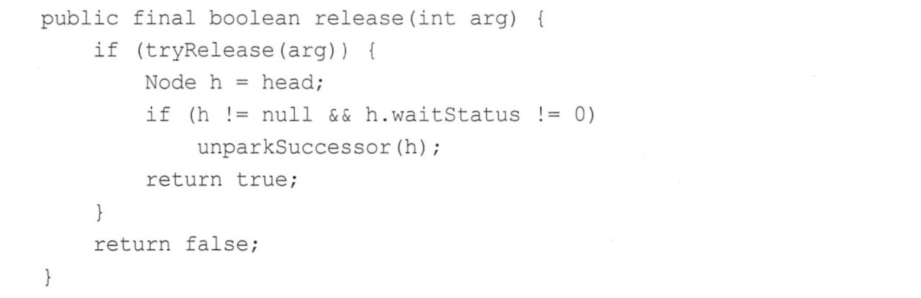 public final boolean release(int arg) {
    if (tryRelease(arg)) {
        Node h = head;
        if (h != null && h.waitStatus != 0)
            unparkSuccessor(h);
        return true;
    }
    return false;
}